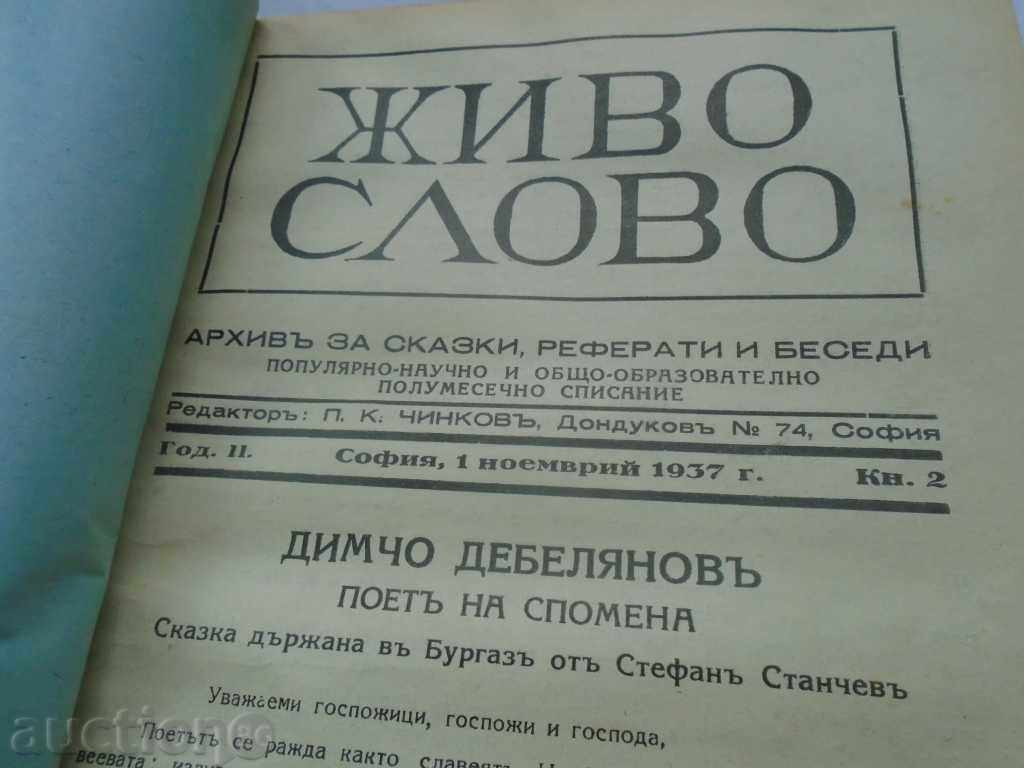 ЖИВО
СЛОВО
АРХИВЪ ЗА СКАЗКИ, РЕФЕРАТИ И БЕСЕДИ
ПОПУЛЯРНО-НАУЧНО И ОБЩО-ОБРАЗОВАТЕЛНО
ПОЛУМЕСЕЧНО СПИСАНИЕ
Редакторъ: П. К. ЧИНКОВЪ, Дондуковъ № 74, София
Год. II. София, 1 ноемврий 1937 г. Кн. 2
ДИМЧО ДЕБЕЛЯНОВЪ
ПОЕТЪ НА СПОМЕНА
Сказка държана въ Бургазъ отъ Стефанъ Станчевъ
Уважаеми госпожици, госпожи и господа,
Поетътъ се ражда както славеятъ
auction